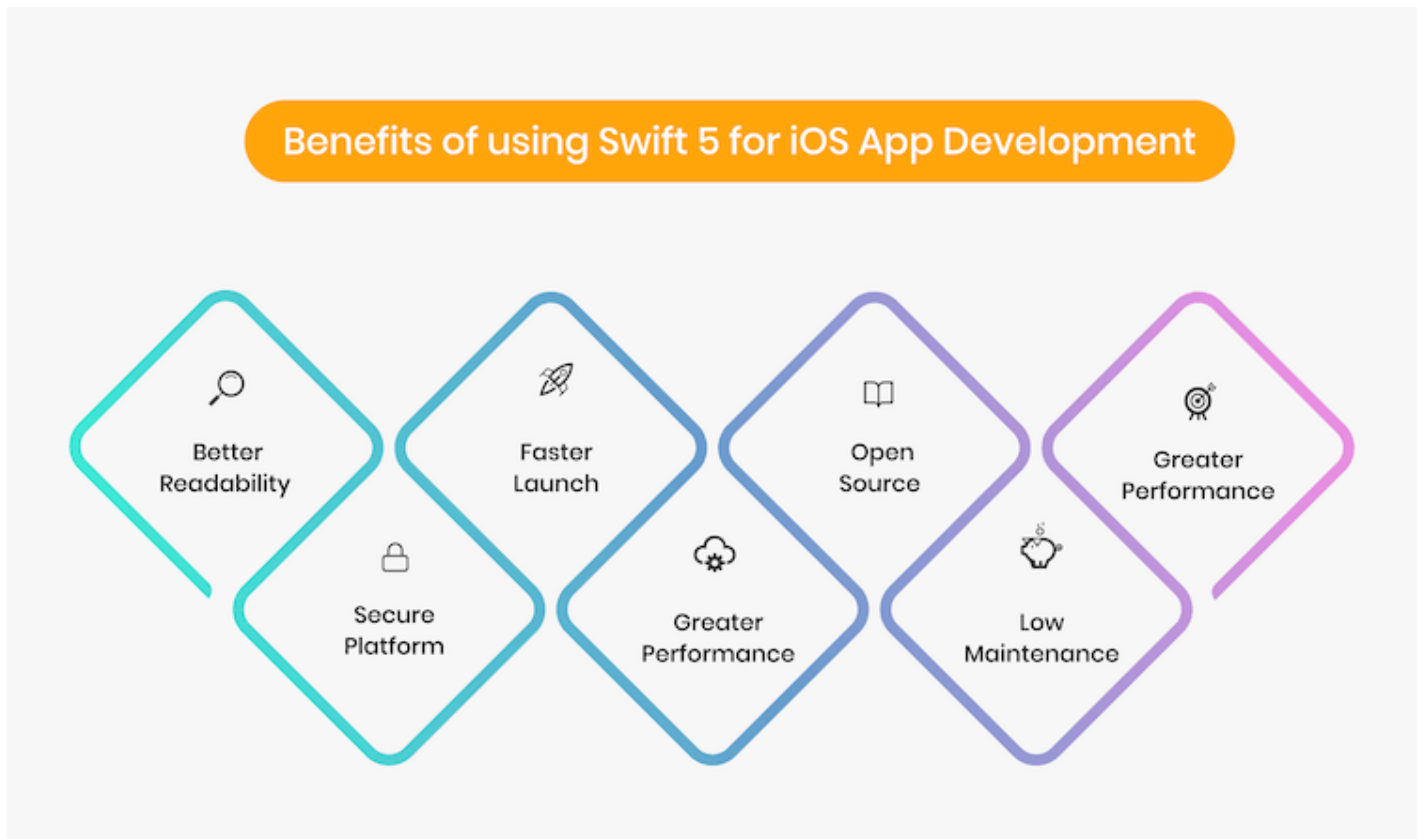 Benefits of using Swift 5 for iOS App Development
Better
Readability
Secure
Platform
Faster
Launch
Greater
Performance
Open
Source
Low
Maintenance
Greater
Performance